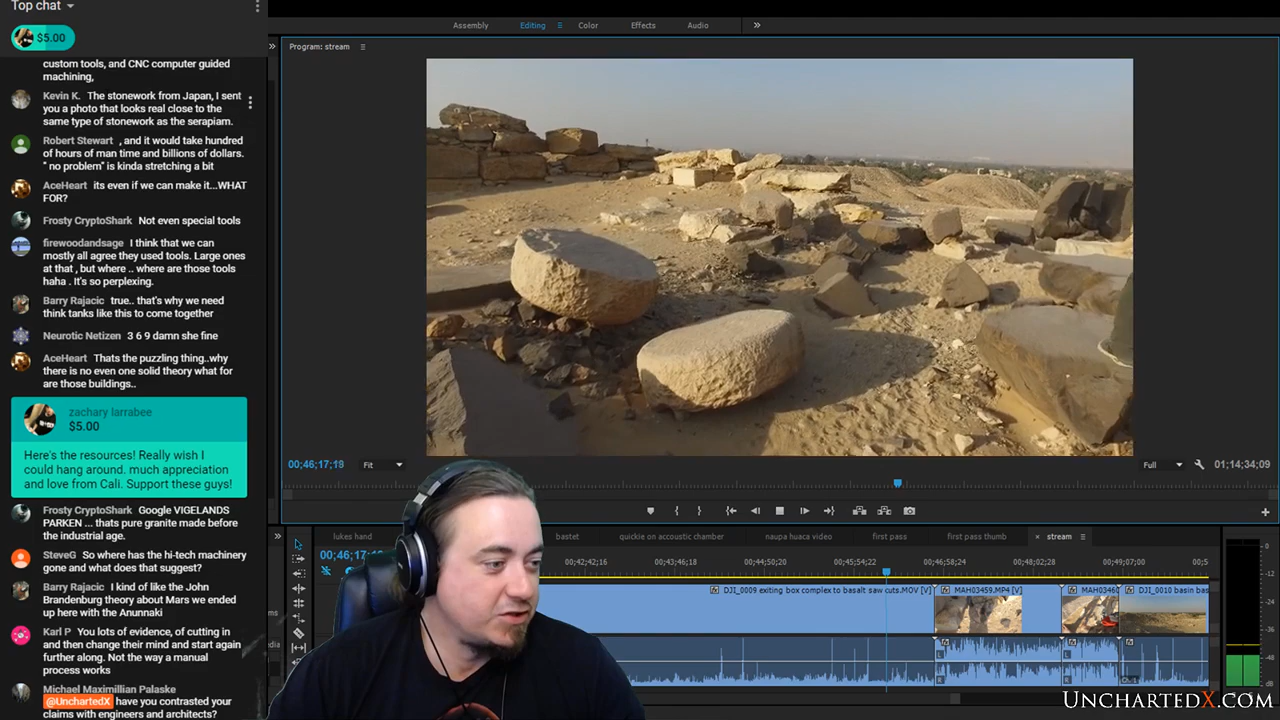 Top chat
$5.00
custom tools, and CNC computer guided
machining,
Kevin K. The stonework from Japan, I sent
you a photo that looks real close to the
same type of stonework as the serapiam.
Robert Stewart , and it would take hundred
of hours of man time and billions of dollars.
" no problem" is kinda stretching a bit
AceHeart its even if we can make it...WHAT
FOR?
Frosty CryptoShark Not even special tools
firewoodandsage I think that we can
mostly all agree they used tools. Large ones
at that , but where .. where are those tools
haha . It's so perplexing.
Barry Rajacic true.. that's why we need
think tanks like this to come together
Neurotic Netizen 3 6 9 damn she fine
AceHeart Thats the puzzling thing..why
there is no even one solid theory what for
are those buildings..
zachary larrabee
$5.00
Here's the resources! Really wish I
could hang around. much appreciation
and love from Cali. Support these guys!
Frosty CryptoShark Google VIGELANDS
PARKEN ... thats pure granite made before
the industrial age.
SteveG So where has the hi-tech machinery
gone and what does that suggest?
Barry Rajacic I kind of like the John
Brandenburg theory about Mars we ended
up here with the Anunnaki
Karl P You lots of evidence, of cutting in
and then change their mind and start again
further along. Not the way a manual
process works
Michael Maximillian Palaske
@UnchartedX have you contrasted your
claims with engineers and architects?
Assembly Editing Color Effects Audio
Program: stream
00;46;17;19 Fit Full 01;14;34;09
lukes hand bastet quickie on acoustic chamber naupa huaca video first pass first pass thumb stream
00;42;42;16 00;43;46;18 00;44;50;20 00;45;54;22 00;46;58;24 00;48;02;28 00;49;07;00
DJI_0009 exiting box complex to basalt saw cuts.MOV [V] MAH03459.MP4 [V] DJI_0010 basin bas
UnchartedX.com